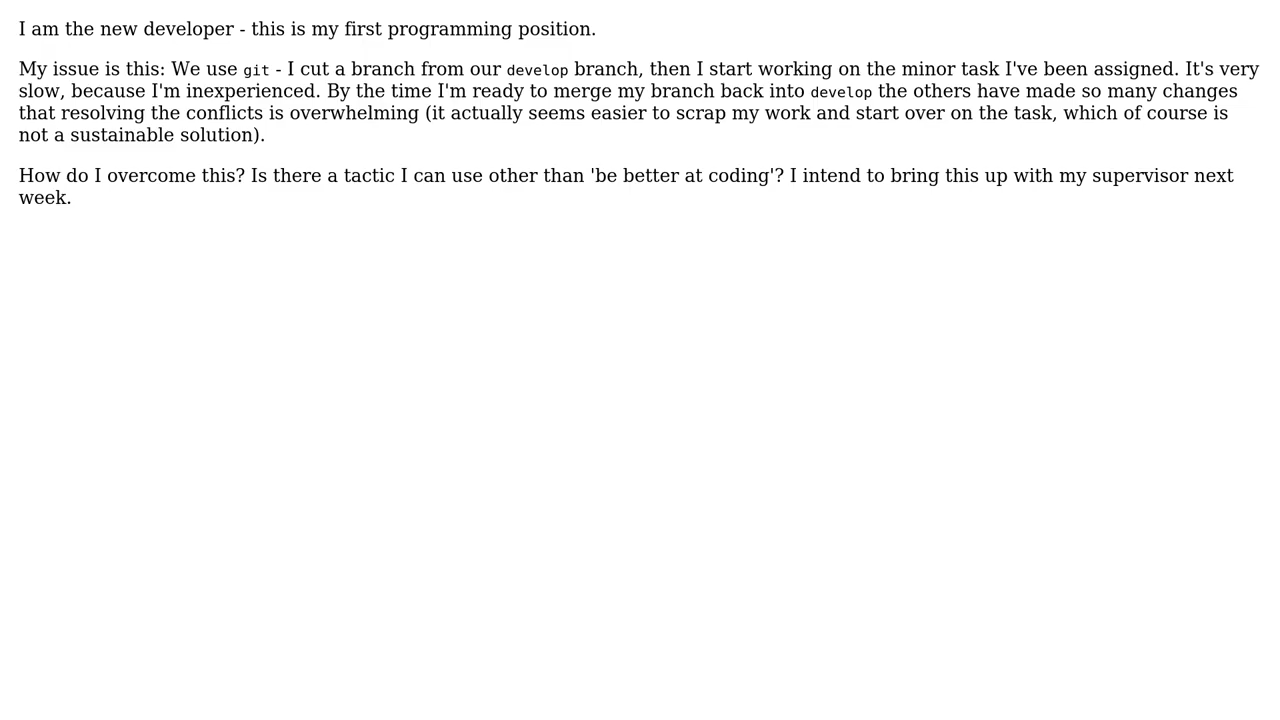 I am the new developer - this is my first programming position.
My issue is this: We use git - I cut a branch from our develop branch, then I start working on the minor task I've been assigned. It's very
slow, because I'm inexperienced. By the time I'm ready to merge my branch back into develop the others have made so many changes
that resolving the conflicts is overwhelming (it actually seems easier to scrap my work and start over on the task, which of course is
not a sustainable solution).
How do I overcome this? Is there a tactic I can use other than 'be better at coding'? I intend to bring this up with my supervisor next
week.